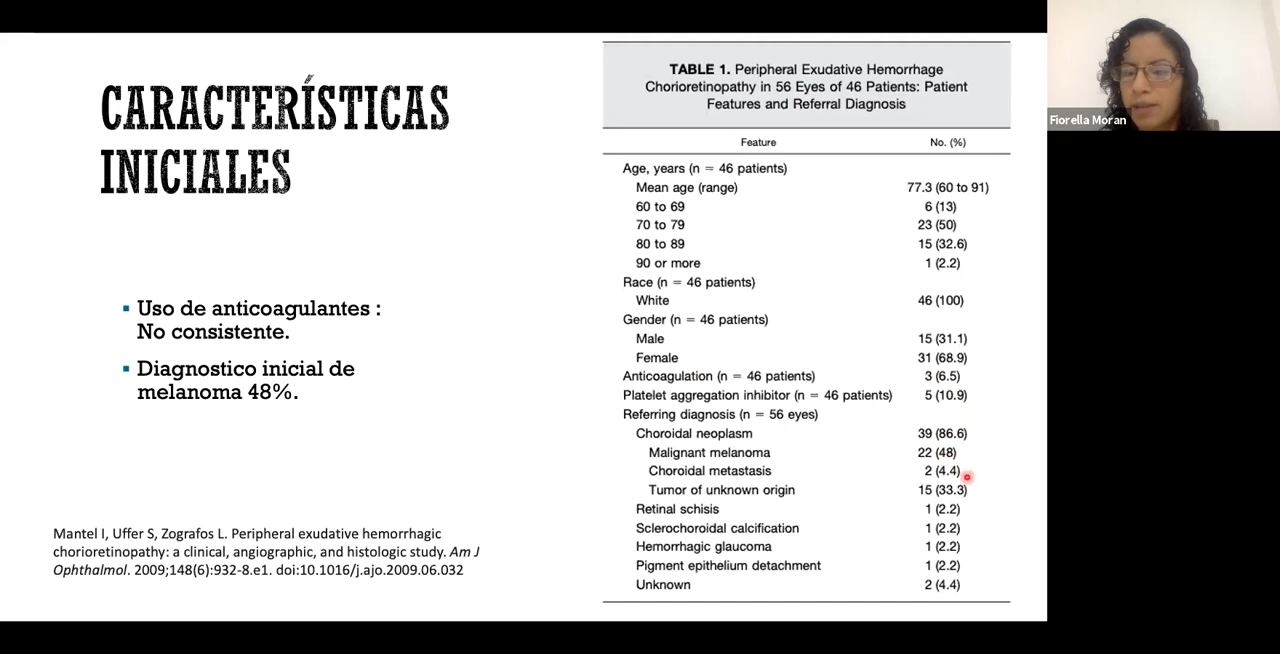 CARACTERÍSTICAS
INICIALES
▪ Uso de anticoagulantes :
No consistente.
▪ Diagnostico inicial de
melanoma 48%.
Mantel I, Uffer S, Zografos L. Peripheral exudative hemorrhagic
chorioretinopathy: a clinical, angiographic, and histologic study. Am J
Ophthalmol. 2009;148(6):932-8.e1. doi:10.1016/j.ajo.2009.06.032
TABLE 1. Peripheral Exudative Hemorrhage
Chorioretinopathy in 56 Eyes of 46 Patients: Patient
Features and Referral Diagnosis
Feature No. (%)
Age, years (n = 46 patients)
Mean age (range) 77.3 (60 to 91)
60 to 69 6 (13)
70 to 79 23 (50)
80 to 89 15 (32.6)
90 or more 1 (2.2)
Race (n = 46 patients)
White 46 (100)
Gender (n = 46 patients)
Male 15 (31.1)
Female 31 (68.9)
Anticoagulation (n = 46 patients) 3 (6.5)
Platelet aggregation inhibitor (n = 46 patients) 5 (10.9)
Referring diagnosis (n = 56 eyes)
Choroidal neoplasm 39 (86.6)
Malignant melanoma 22 (48)
Choroidal metastasis 2 (4.4)
Tumor of unknown origin 15 (33.3)
Retinal schisis 1 (2.2)
Sclerochoroidal calcification 1 (2.2)
Hemorrhagic glaucoma 1 (2.2)
Pigment epithelium detachment 1 (2.2)
Unknown 2 (4.4)
Fiorella Moran